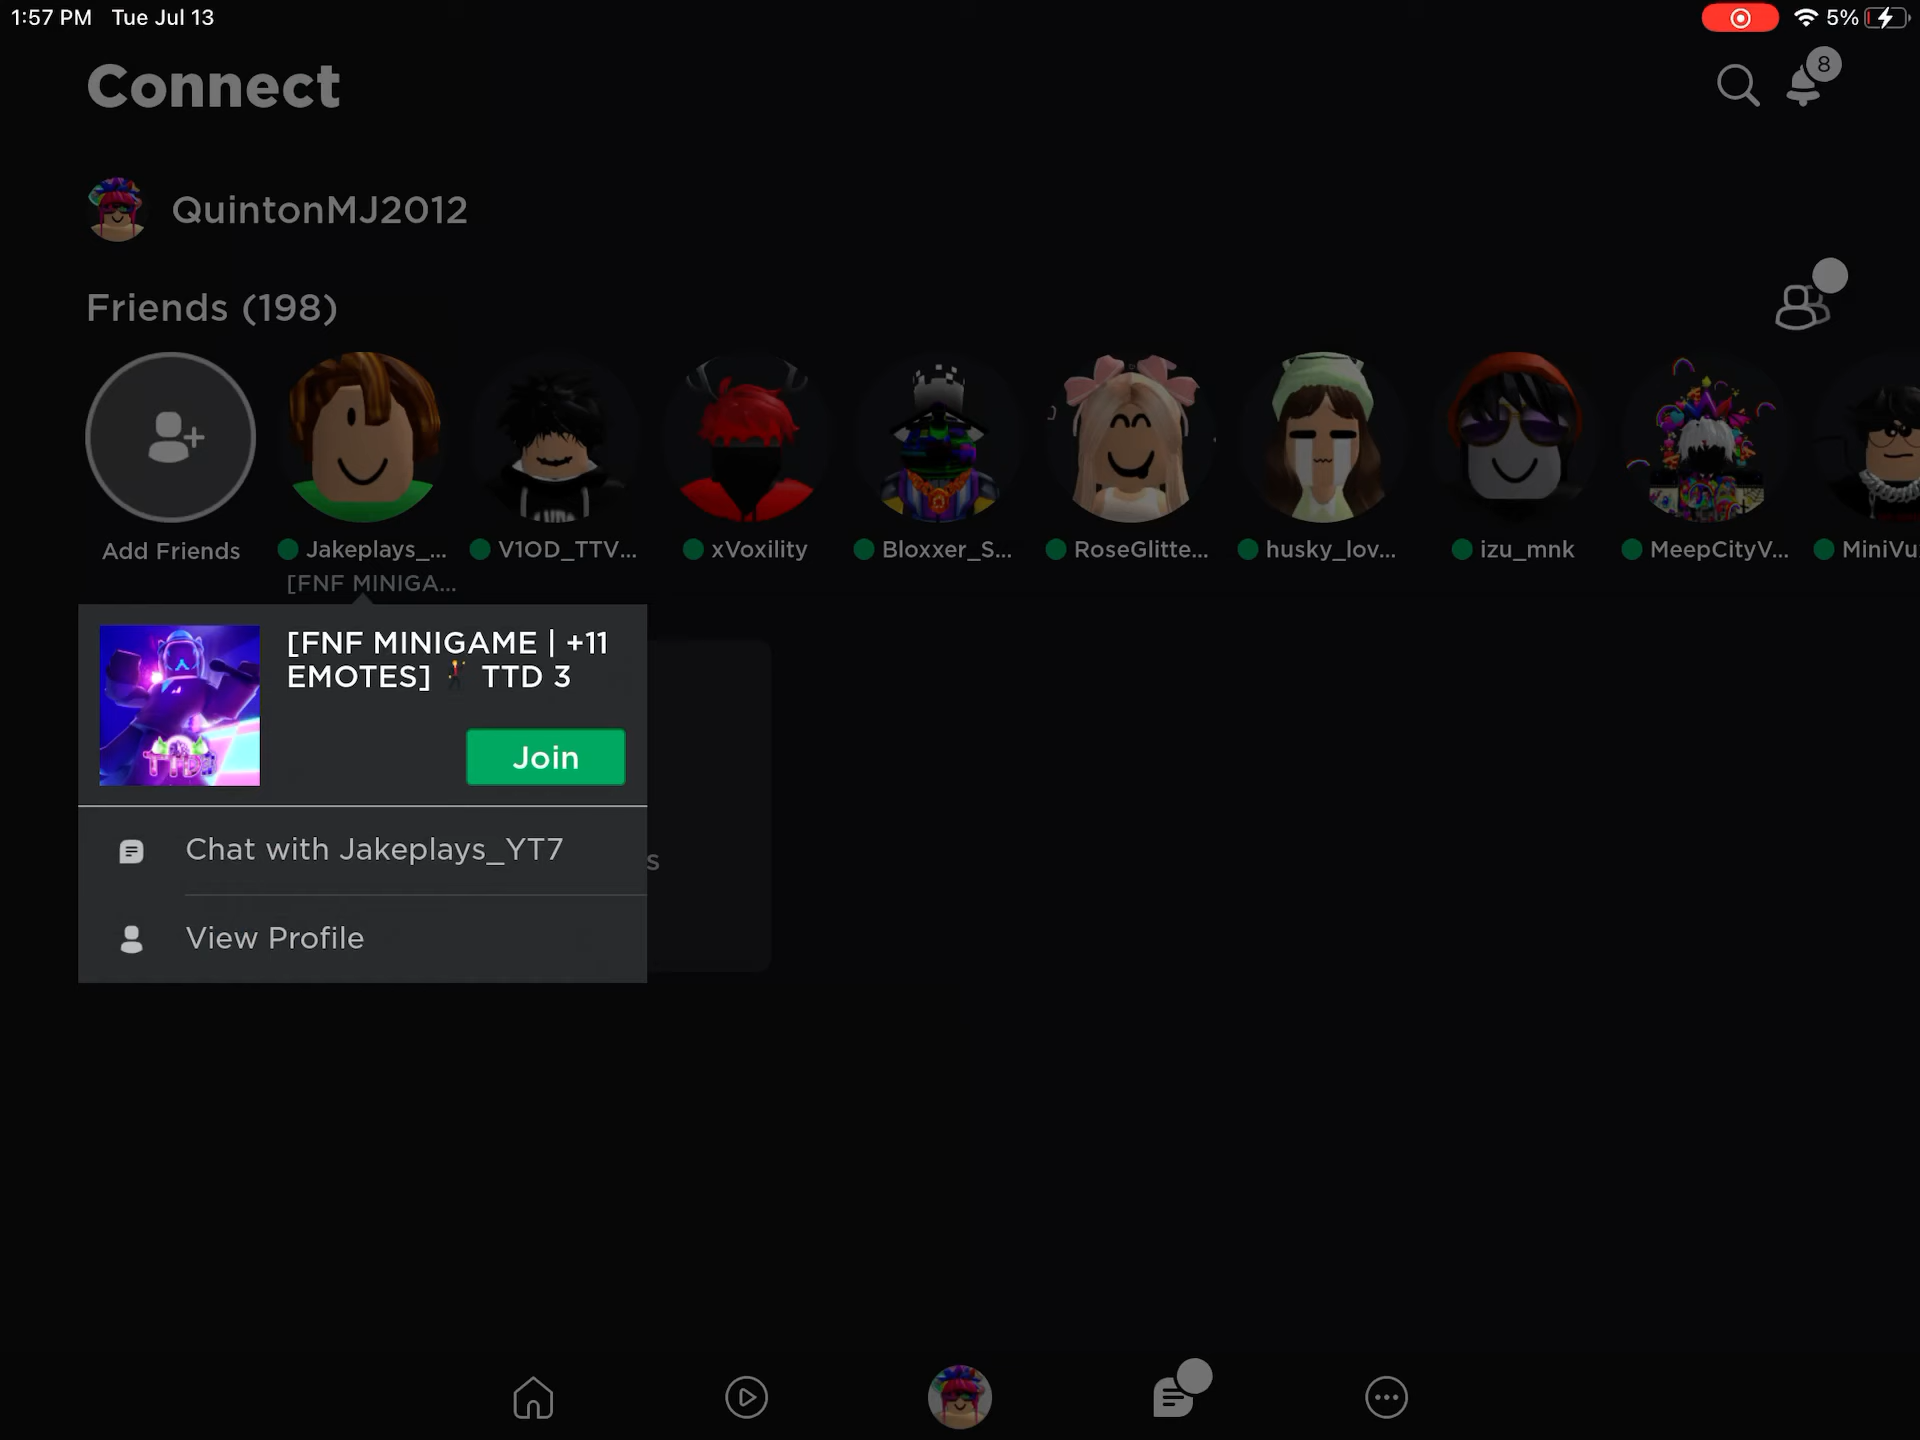 1:57 PM Tue Jul 13
5%
Connect
8
QuintonMJ2012
Friends (198)
Add Friends
Jakeplays_...
V1OD_TTV...
xVoxility
Bloxxer_S...
RoseGlitte...
husky_lov...
izu_mnk
MeepCityV...
MiniVu
[FNF MINIGA...
[FNF MINIGAME | +11
EMOTES] 🕺 TTD 3
TTD3
Join
Chat with Jakeplays_YT7
s
View Profile